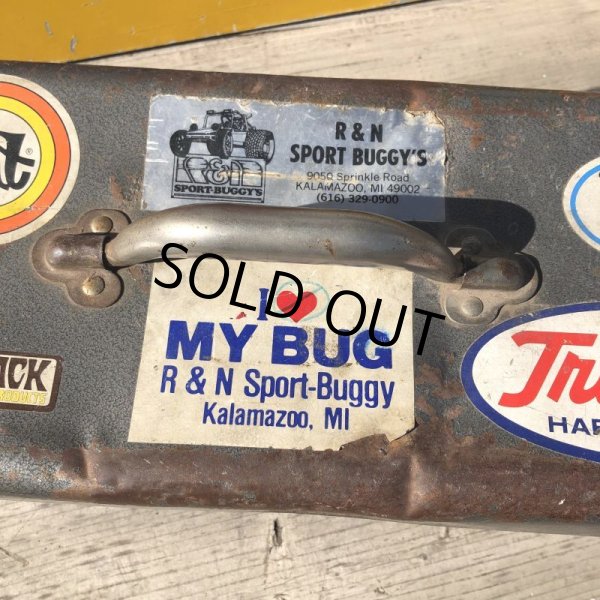 R & N
SPORT BUGGY'S
9050 Sprinkle Road
KALAMAZOO, MI 49002
(616) 329-0900
R&N
SPORT-BUGGY'S
SOLD OUT
I ❤
MY BUG
R & N Sport-Buggy
Kalamazoo, MI